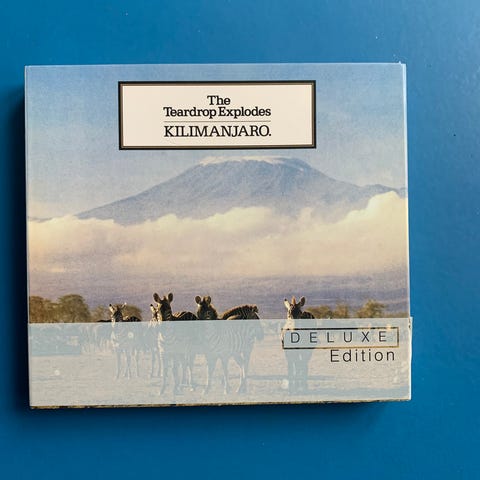 The
Teardrop Explodes
KILIMANJARO.
DELUXE
Edition